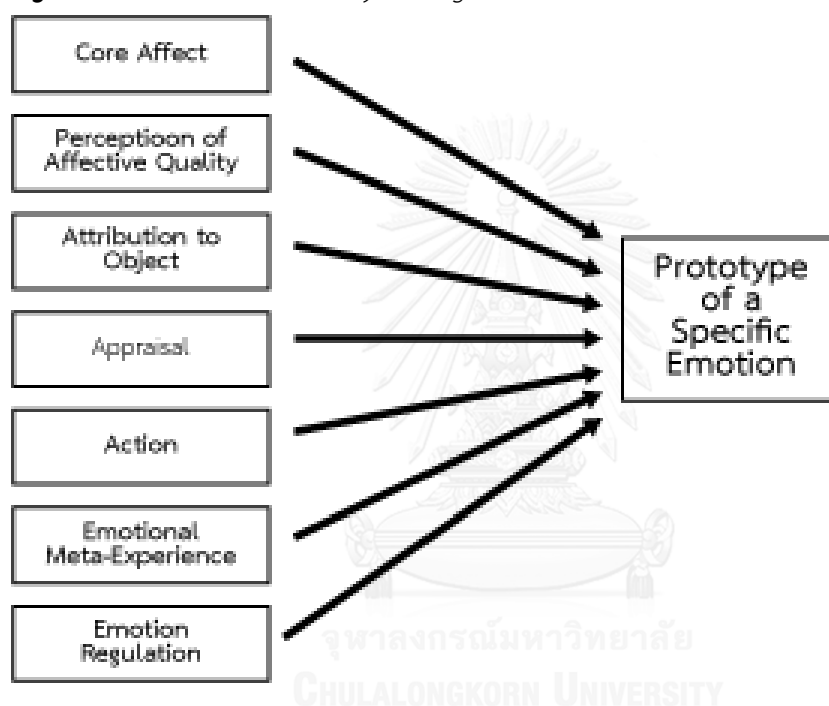 Core Affect
Perceptioon of
Affective Quality
Attribution to
Object
Appraisal
Action
Emotional
Meta-Experience
Emotion
Regulation
Prototype
of a
Specific
Emotion
จุฬาลงกรณ์มหาวิทยาลัย
CHULALONGKORN UNIVERSITY